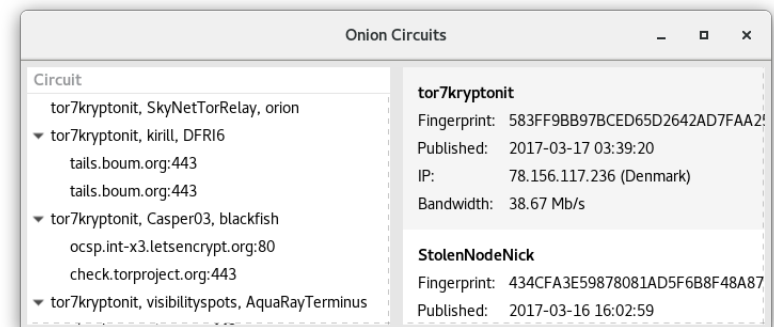 Onion Circuits
Circuit
tor7kryptonit, SkyNetTorRelay, orion
tor7kryptonit, kirill, DFRI6
tails.boum.org:443
tails.boum.org:443
tor7kryptonit, Casper03, blackfish
ocsp.int-x3.letsencrypt.org:80
check.torproject.org:443
tor7kryptonit, visibilityspots, AquaRayTerminus
tor7kryptonit
Fingerprint: 583FF9BB97BCED65D2642AD7FAA25
Published: 2017-03-17 03:39:20
IP: 78.156.117.236 (Denmark)
Bandwidth: 38.67 Mb/s
StolenNodeNick
Fingerprint: 434CFA3E59878081AD5F6B8F48A87
Published: 2017-03-16 16:02:59